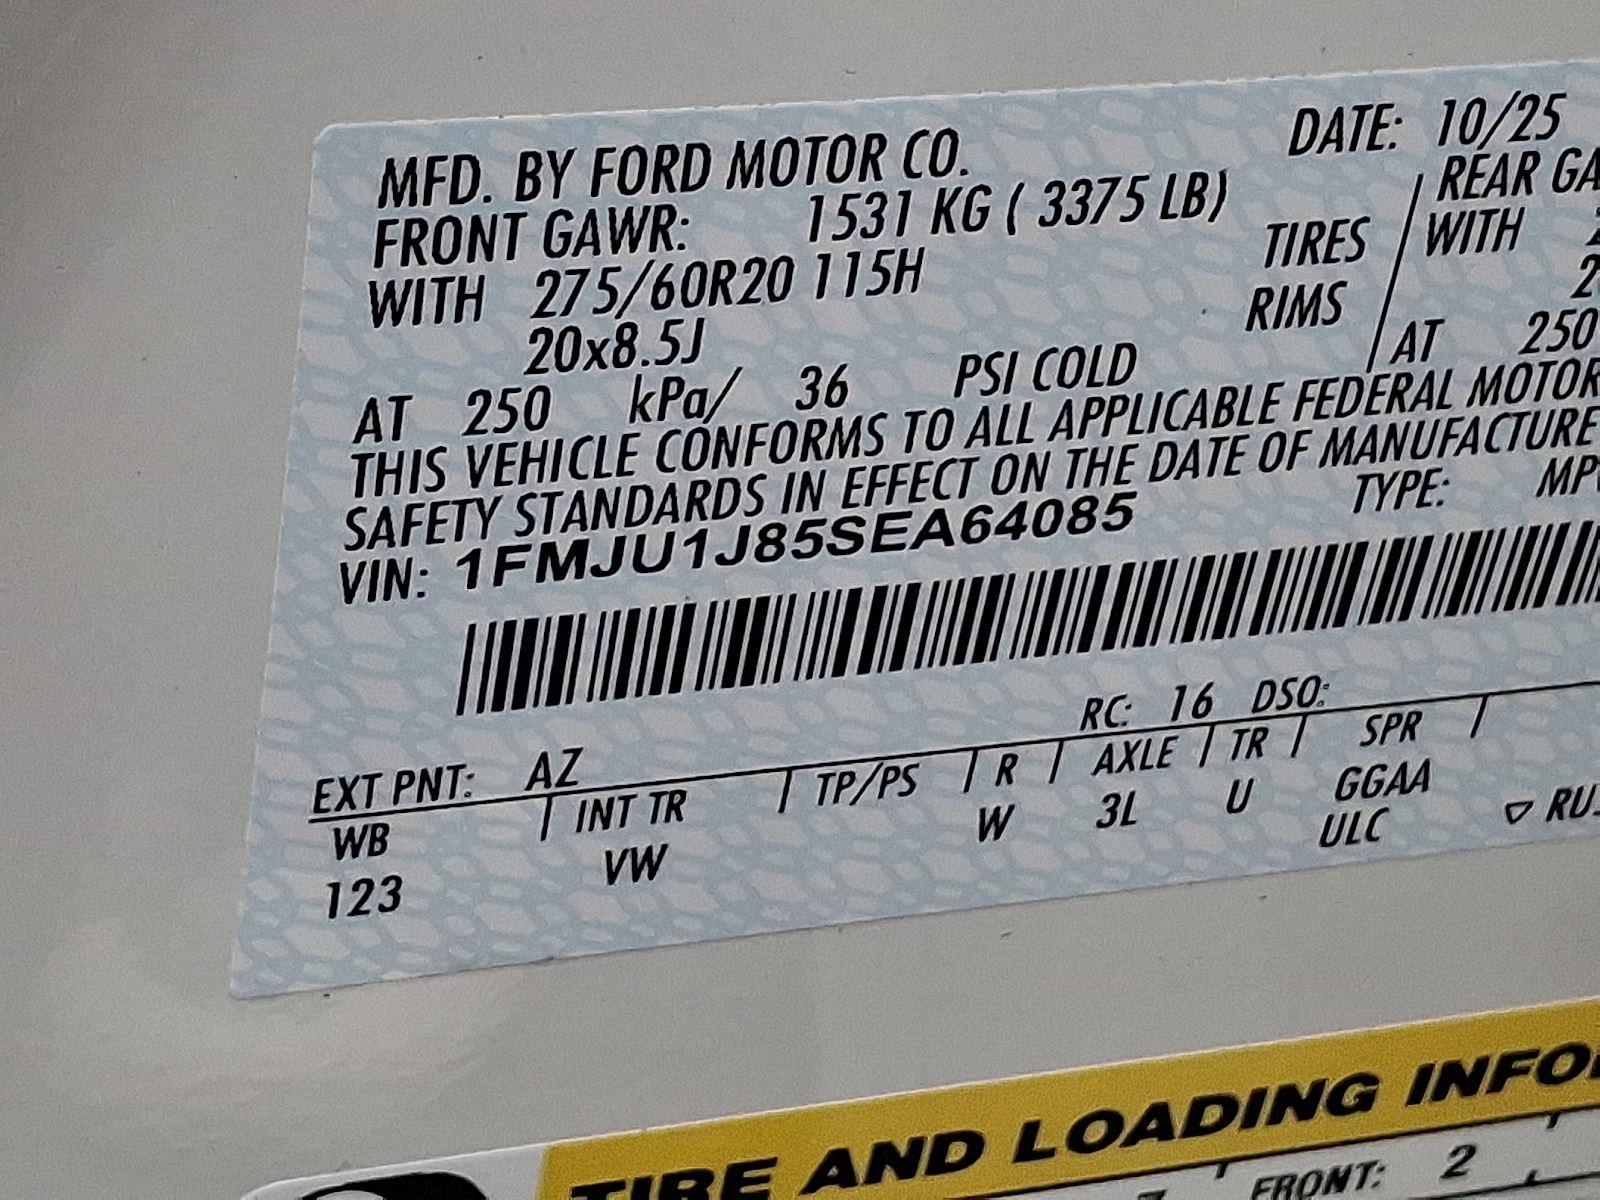 MFD. BY FORD MOTOR CO. DATE: 10/25
FRONT GAWR: 1531 KG ( 3375 LB) REAR GA
WITH 275/60R20 115H TIRES WITH 2
20x8.5J RIMS 2
AT 250 kPa/ 36 PSI COLD AT 250
THIS VEHICLE CONFORMS TO ALL APPLICABLE FEDERAL MOTOR
SAFETY STANDARDS IN EFFECT ON THE DATE OF MANUFACTURE
VIN: 1FMJU1J85SEA64085 TYPE: MP
RC: 16 DSO:
EXT PNT: AZ
WB INT TR TP/PS R AXLE TR SPR
123 VW W 3L U GGAA
ULC ▽ RU
TIRE AND LOADING INFO
FRONT: 2